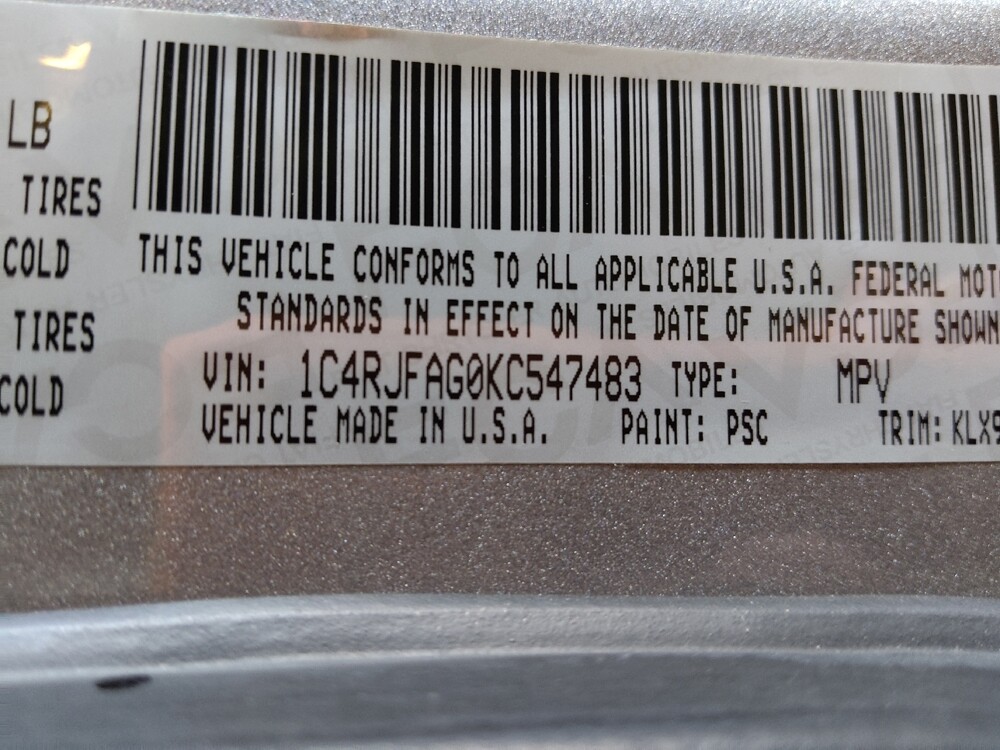 LB
TIRES
COLD
TIRES
COLD
THIS VEHICLE CONFORMS TO ALL APPLICABLE U.S.A. FEDERAL MOT
STANDARDS IN EFFECT ON THE DATE OF MANUFACTURE SHOWN
VIN: 1C4RJFAG0KC547483 TYPE: MPV
VEHICLE MADE IN U.S.A. PAINT: PSC TRIM: KLX9